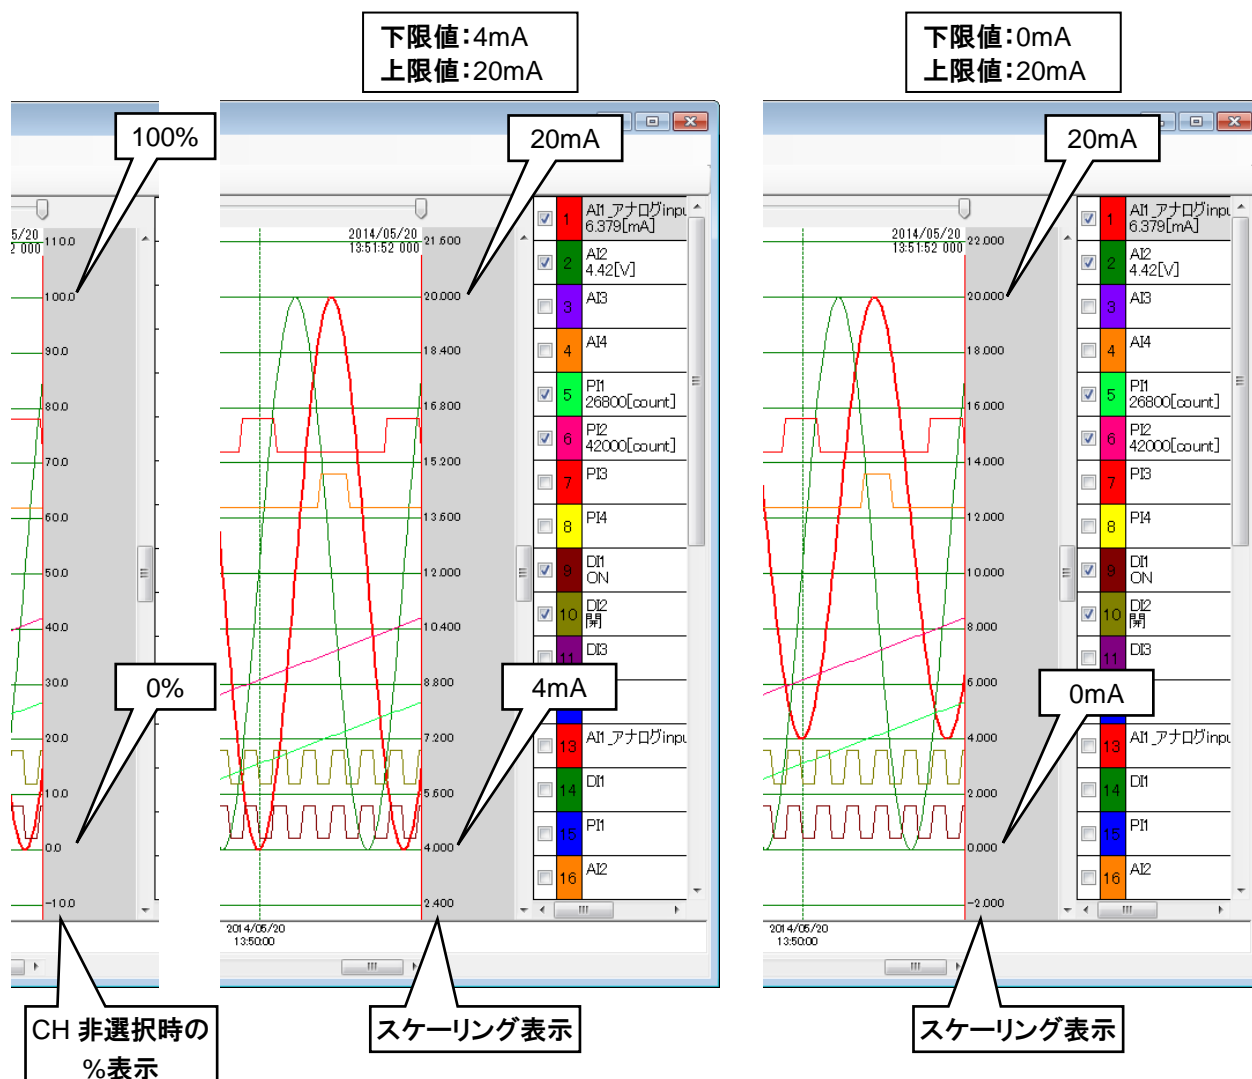 下限値：4mA
上限値：20mA
下限値：0mA
上限値：20mA
100%
20mA
20mA
5/20
2 000
110.0
100.0
90.0
80.0
70.0
60.0
50.0
40.0
30.0
20.0
10.0
0.0
-10.0
0%
2014/05/20
13:51:52 000
21.600
20.000
18.400
16.800
15.200
13.600
12.000
10.400
8.800
7.200
5.600
4.000
2.400
4mA
1 AI1_アナログinpu
6.379[mA]
2 AI2
4.42[V]
3 AI3
4 AI4
5 PI1
26800[count]
6 PI2
42000[count]
7 PI3
8 PI4
9 DI1
ON
10 DI2
開
11 DI3
13 AI1_アナログinpu
14 DI1
15 PI1
16 AI2
2014/05/20
13:50:00
2014/05/20
13:51:52 000
22.000
20.000
18.000
16.000
14.000
12.000
10.000
8.000
6.000
4.000
2.000
0.000
-2.000
0mA
1 AI1_アナログinpu
6.379[mA]
2 AI2
4.42[V]
3 AI3
4 AI4
5 PI1
26800[count]
6 PI2
42000[count]
7 PI3
8 PI4
9 DI1
ON
10 DI2
開
11 DI3
13 AI1_アナログinpu
14 DI1
15 PI1
16 AI2
2014/05/20
13:50:00
CH 非選択時の
%表示
スケーリング表示
スケーリング表示